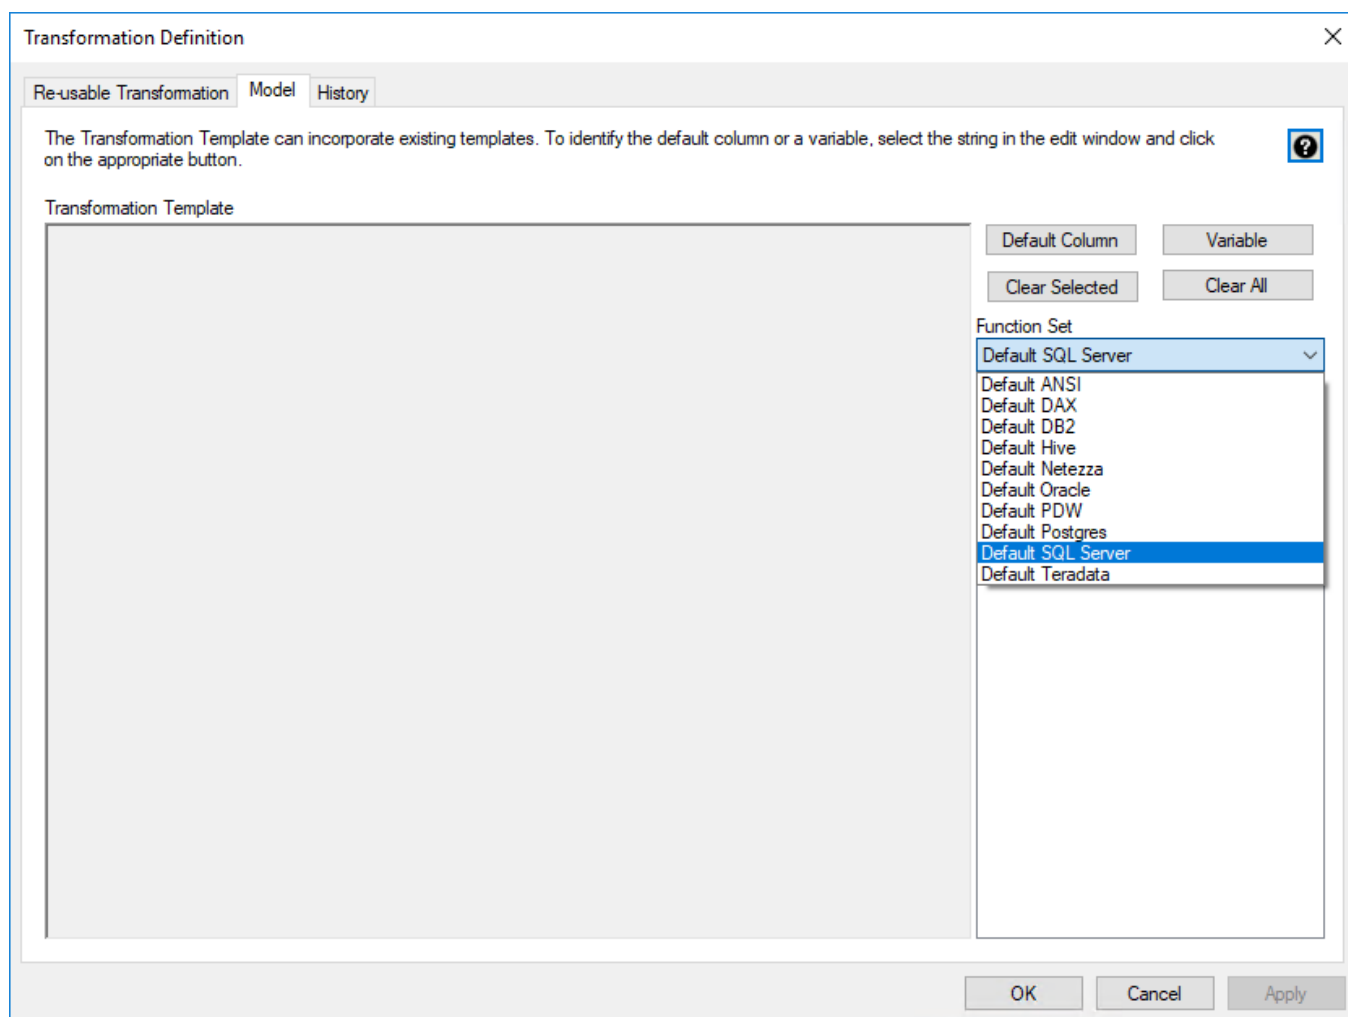 Transformation Definition
Re-usable Transformation
Model
History
The Transformation Template can incorporate existing templates. To identify the default column or a variable, select the string in the edit window and click
on the appropriate button.
Transformation Template
Default Column
Variable
Clear Selected
Clear All
Function Set
Default SQL Server
Default ANSI
Default DAX
Default DB2
Default Hive
Default Netezza
Default Oracle
Default PDW
Default Postgres
Default SQL Server
Default Teradata
OK
Cancel
Apply